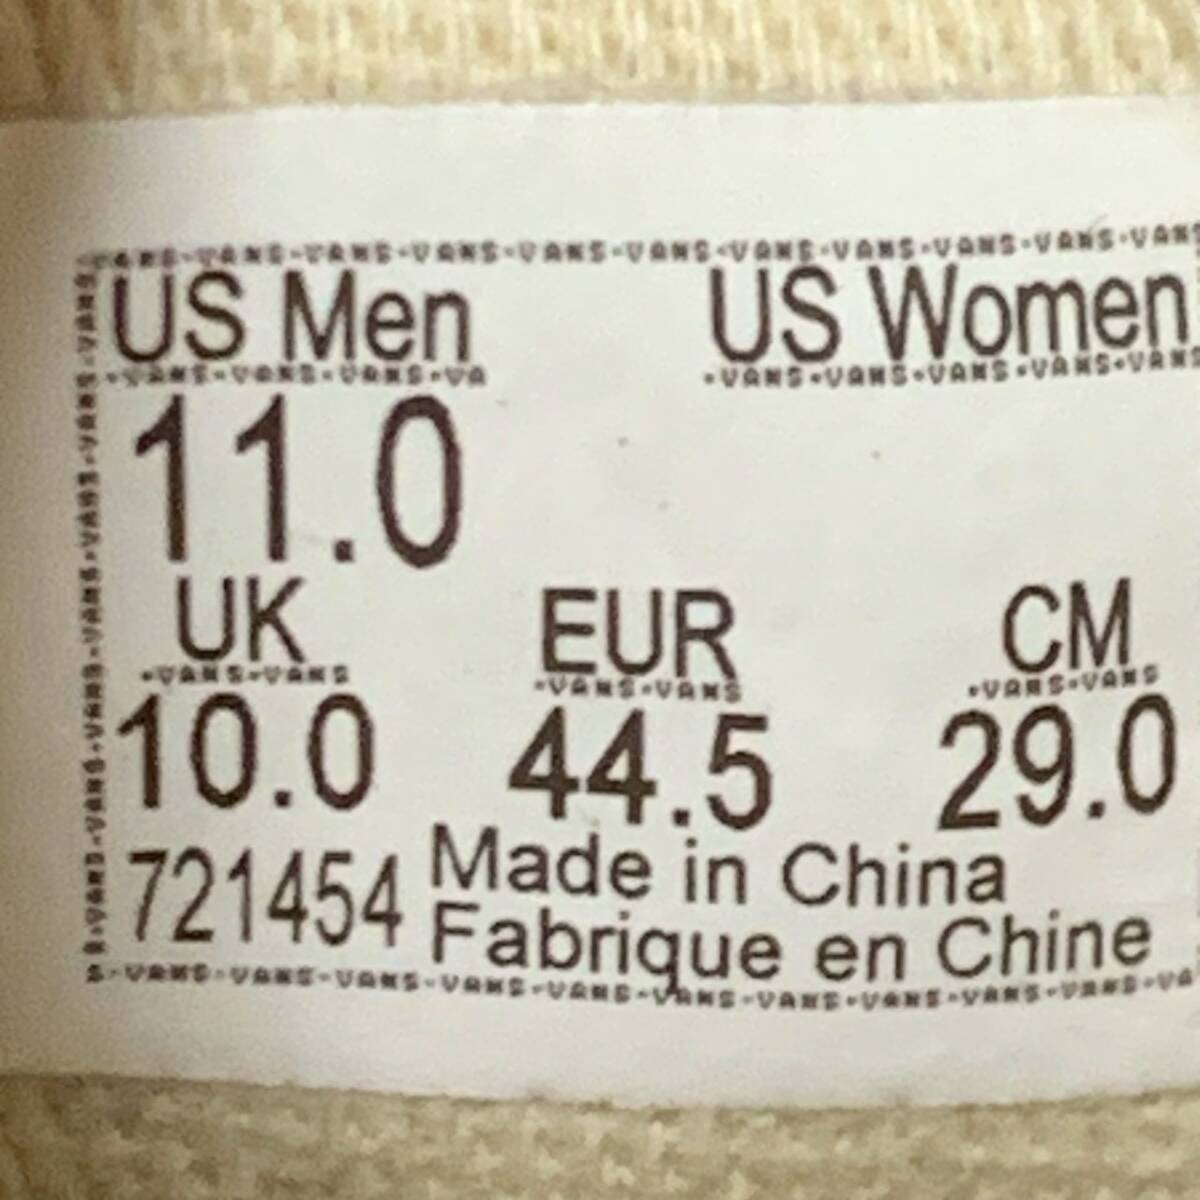 VANS·VANS·VANS·VANS·VANS·VANS·VANS·VANS·VANS·VANS
US Men US Women
·VANS·VANS·VANS·VA ·VANS·VANS·VANS·VANS·VANS
11.0
UK EUR CM
·VANS·VANS ·VANS·VANS ·VANS·VANS
10.0 44.5 29.0
721454 Made in China
Fabrique en Chine
S·VANS·VANS·VANS·VANS·VANS·VANS·VANS·VANS·VANS·VANS·VA